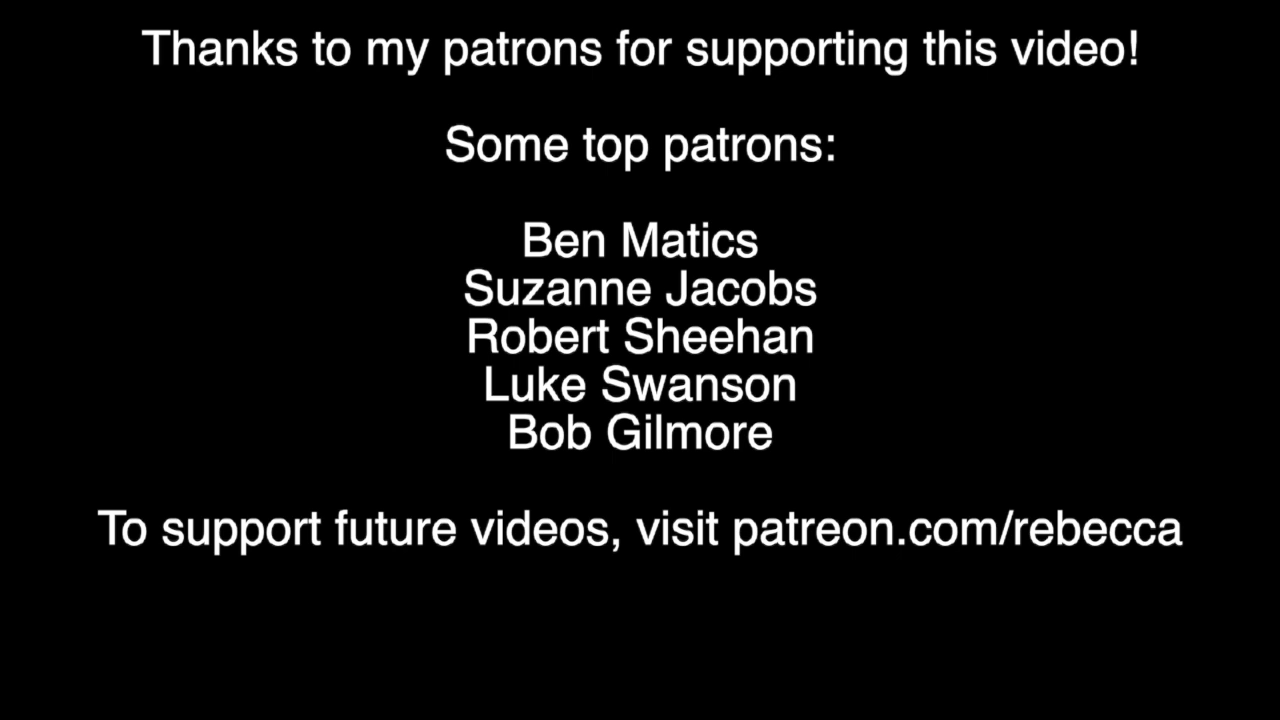 Thanks to my patrons for supporting this video!
Some top patrons:
Ben Matics
Suzanne Jacobs
Robert Sheehan
Luke Swanson
Bob Gilmore
To support future videos, visit patreon.com/rebecca